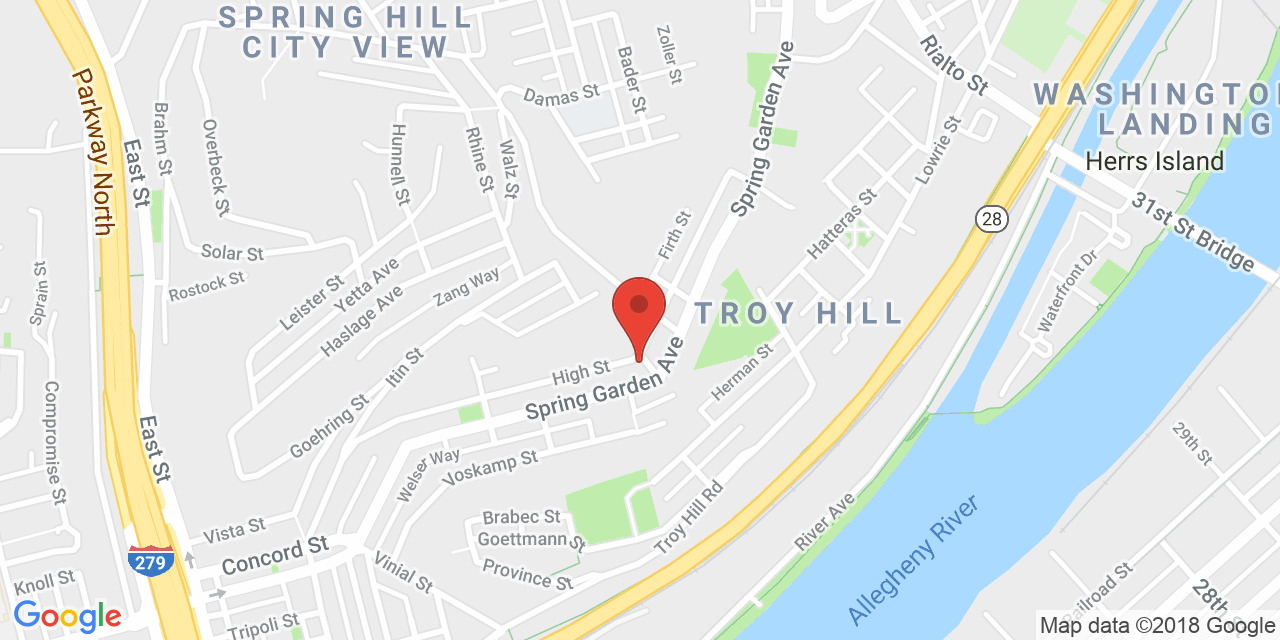 SPRING HILL
CITY VIEW
Zoller St
Bader St
Damas St
Spring Garden Ave
Rialto St
WASHINGTON
LANDING
Herrs Island
31st St Bridge
Parkway North
East St
Brahm St
Overbeck St
Hunnell St
Rhine St
Walz St
Lowrie St
Hatteras St
28
Firth St
Solar St
Rostock St
Leister St
Yetta Ave
Haslage Ave
Zang Way
Waterfront Dr
Sprain St
TROY HILL
High St
Spring Garden Ave
Herman St
Itin St
Goehring St
Compromise St
East St
Welser Way
Voskamp St
29th St
Vista St
Concord St
Brabec St
Goettmann St
Province St
Troy Hill Rd
River Ave
Allegheny River
279
Vinial St
Knoll St
Tripoli St
Railroad St
28th
Google
Map data ©2018 Google